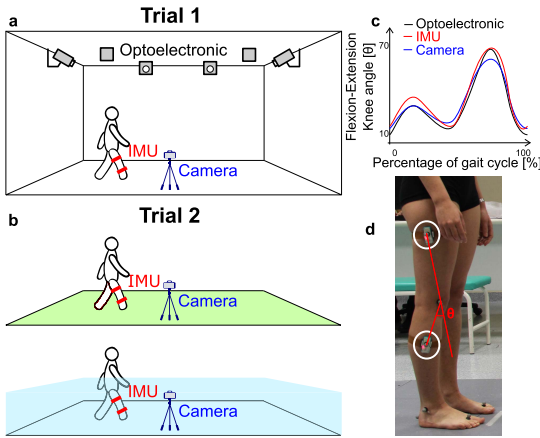 a
Trial 1
Optoelectronic
IMU
Camera
b
Trial 2
IMU
Camera
IMU
Camera
c
Optoelectronic
IMU
Camera
Flexion-Extension
Knee angle [θ]
70
10
0
100
Percentage of gait cycle [%]
d
θ